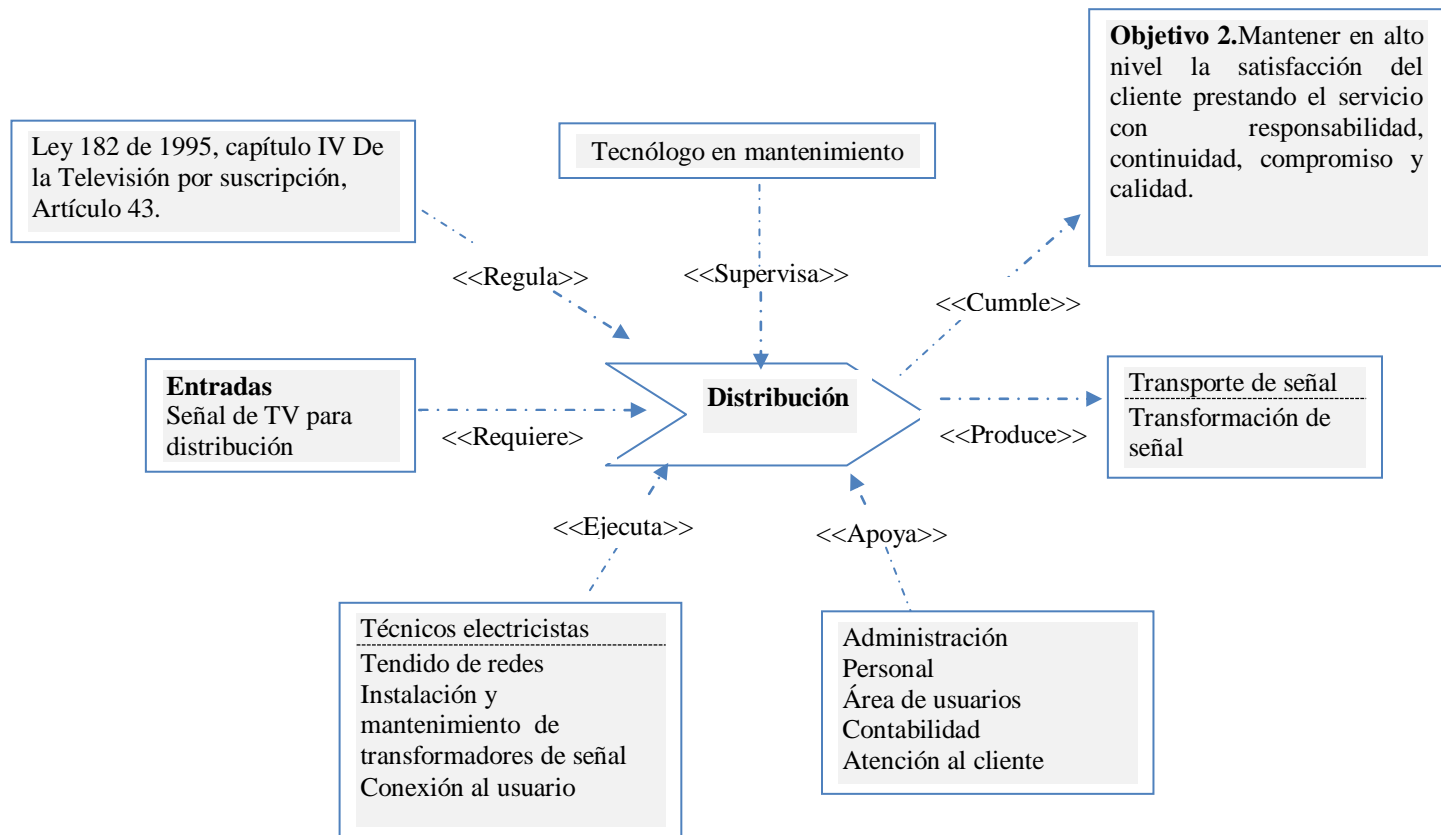 Objetivo 2.Mantener en alto
nivel la satisfacción del
cliente prestando el servicio
con responsabilidad,
continuidad, compromiso y
calidad.
Ley 182 de 1995, capítulo IV De
la Televisión por suscripción,
Artículo 43.
Tecnólogo en mantenimiento
<<Regula>>
<<Supervisa>>
<<Cumple>>
Entradas
Señal de TV para
distribución
<<Requiere>
Distribución
<<Produce>>
Transporte de señal
Transformación de
señal
<<Ejecuta>>
<<Apoya>>
Técnicos electricistas
Tendido de redes
Instalación y
mantenimiento de
transformadores de señal
Conexión al usuario
Administración
Personal
Área de usuarios
Contabilidad
Atención al cliente